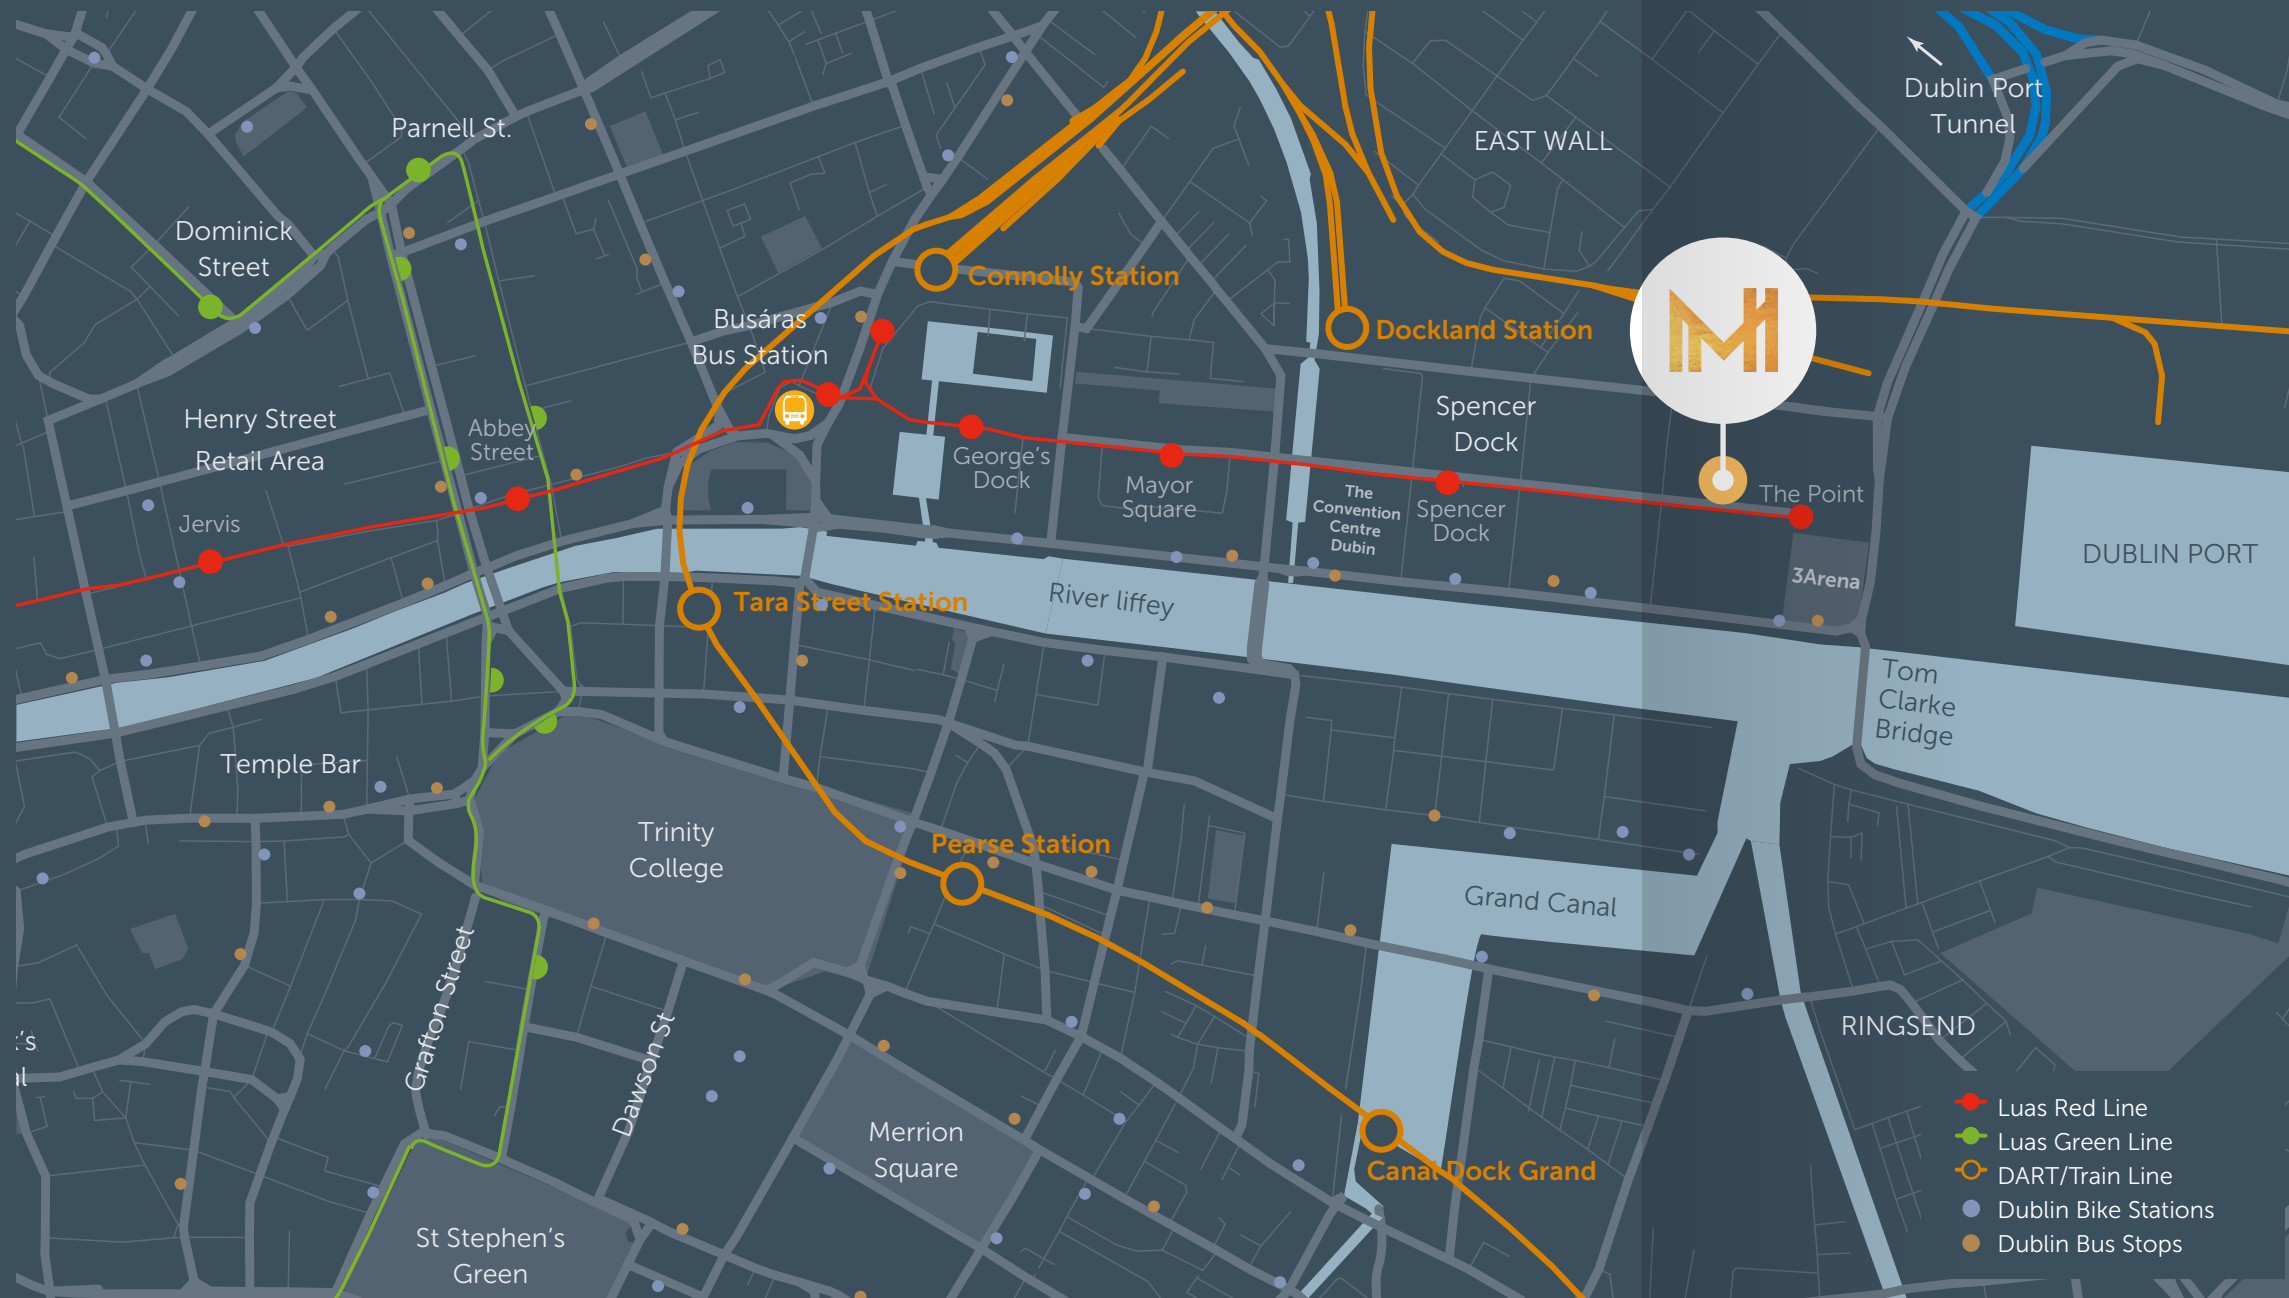 Dublin Port
Tunnel
Parnell St.
EAST WALL
Dominick
Street
Connolly Station
Busáras
Bus Station
Dockland Station
MH
Henry Street
Retail Area
Abbey
Street
Spencer
Dock
George's
Dock
Mayor
Square
The
Convention
Centre
Dubin
Spencer
Dock
The Point
Jervis
DUBLIN PORT
3Arena
Tara Street Station
River liffey
Tom
Clarke
Bridge
Temple Bar
Trinity
College
Pearse Station
Grand Canal
Grafton Street
Dawson St
's
al
RINGSEND
Merrion
Square
Canal Dock Grand
St Stephen's
Green
Luas Red Line
Luas Green Line
DART/Train Line
Dublin Bike Stations
Dublin Bus Stops